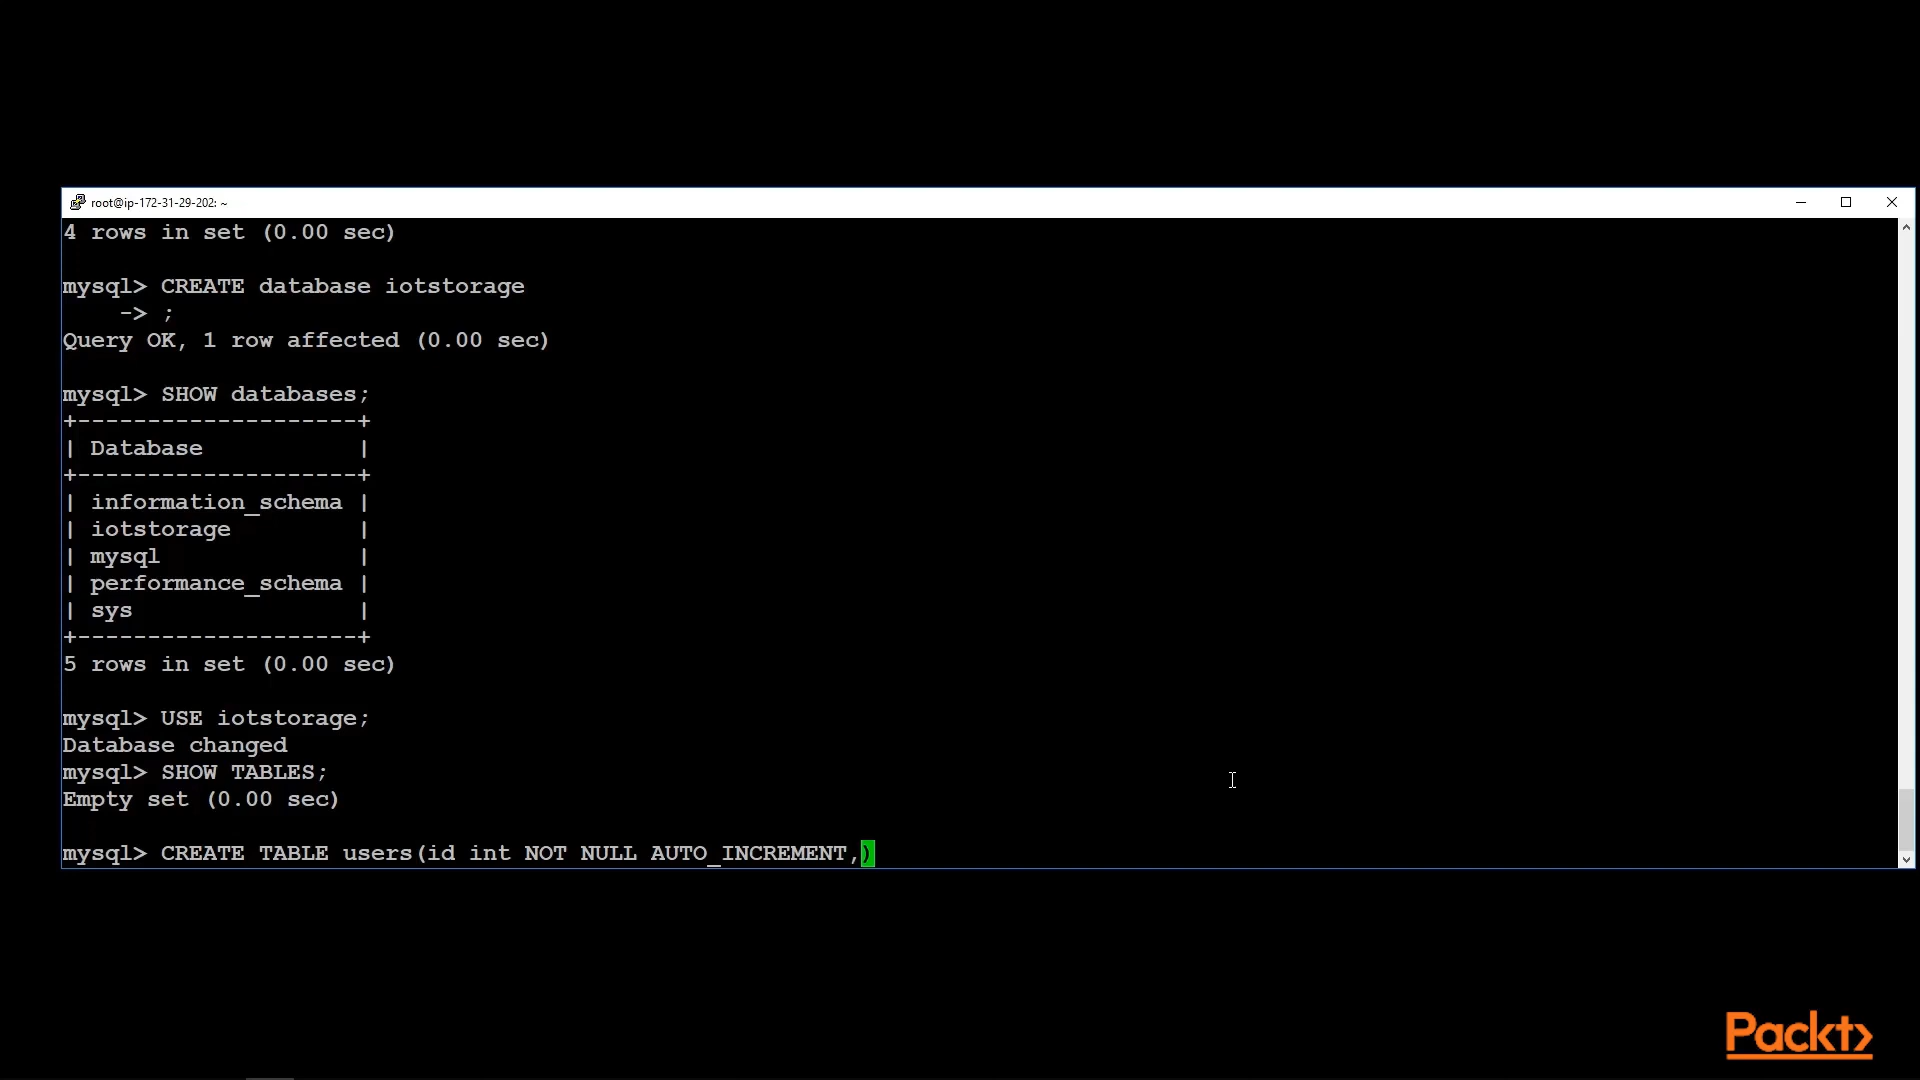 root@ip-172-31-29-202: ~
4 rows in set (0.00 sec)
mysql> CREATE database iotstorage
    -> ;
Query OK, 1 row affected (0.00 sec)
mysql> SHOW databases;
+--------------------+
| Database           |
+--------------------+
| information_schema |
| iotstorage         |
| mysql              |
| performance_schema |
| sys                |
+--------------------+
5 rows in set (0.00 sec)
mysql> USE iotstorage;
Database changed
mysql> SHOW TABLES;
Empty set (0.00 sec)
mysql> CREATE TABLE users(id int NOT NULL AUTO_INCREMENT,)
Packt>